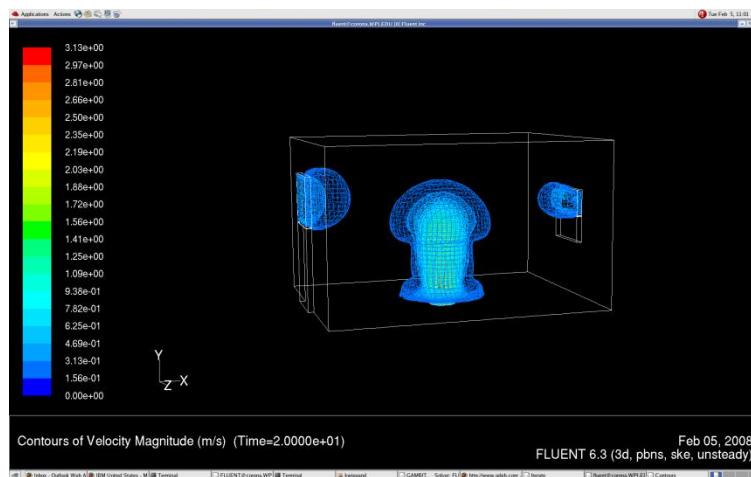 Applications Actions
Tue Feb 5, 11:01
3.13e+00
2.97e+00
2.81e+00
2.66e+00
2.50e+00
2.35e+00
2.19e+00
2.03e+00
1.88e+00
1.72e+00
1.56e+00
1.41e+00
1.25e+00
1.09e+00
9.38e-01
7.82e-01
6.25e-01
4.69e-01
3.13e-01
1.56e-01
0.00e+00
Y
Z X
Contours of Velocity Magnitude (m/s) (Time=2.0000e+01)
Feb 05, 2008
FLUENT 6.3 (3d, pbns, ske, unsteady)
Terminal
Terminal
GAMBIT
Iterate
Contours